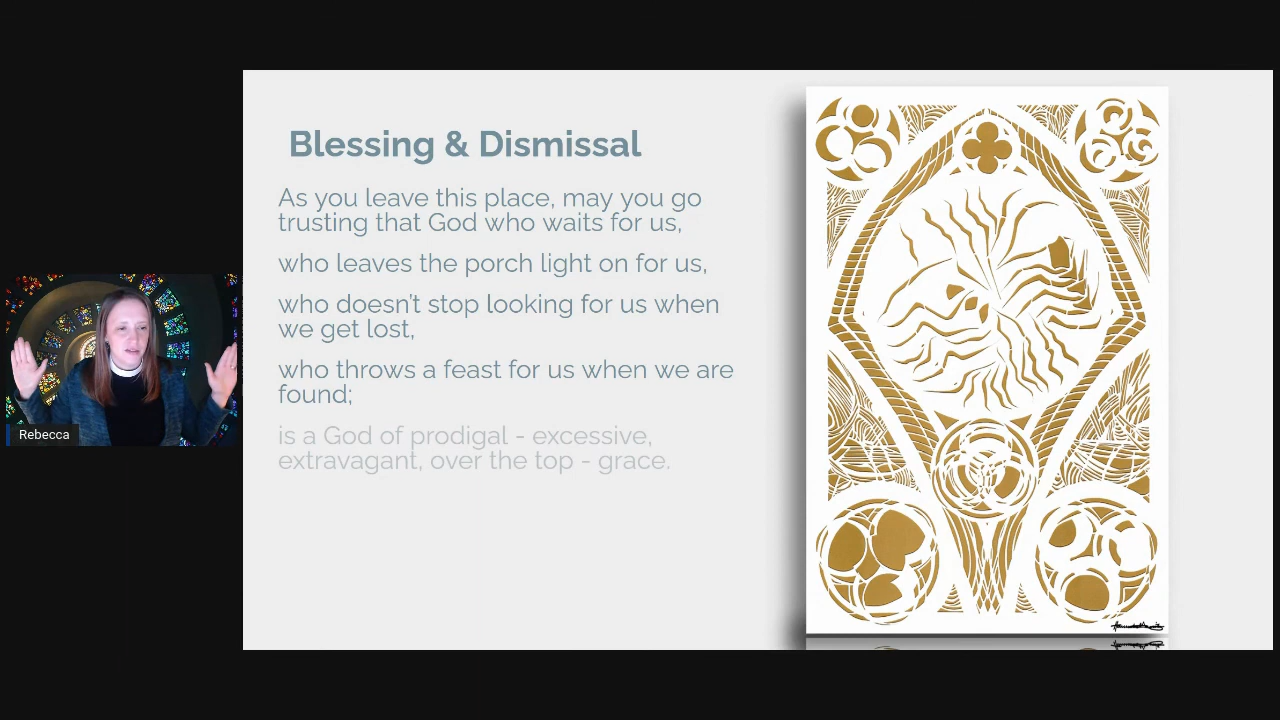 Blessing & Dismissal
As you leave this place, may you go
trusting that God who waits for us,
who leaves the porch light on for us,
who doesn't stop looking for us when
we get lost,
who throws a feast for us when we are
found;
is a God of prodigal - excessive,
extravagant, over the top - grace.
Rebecca